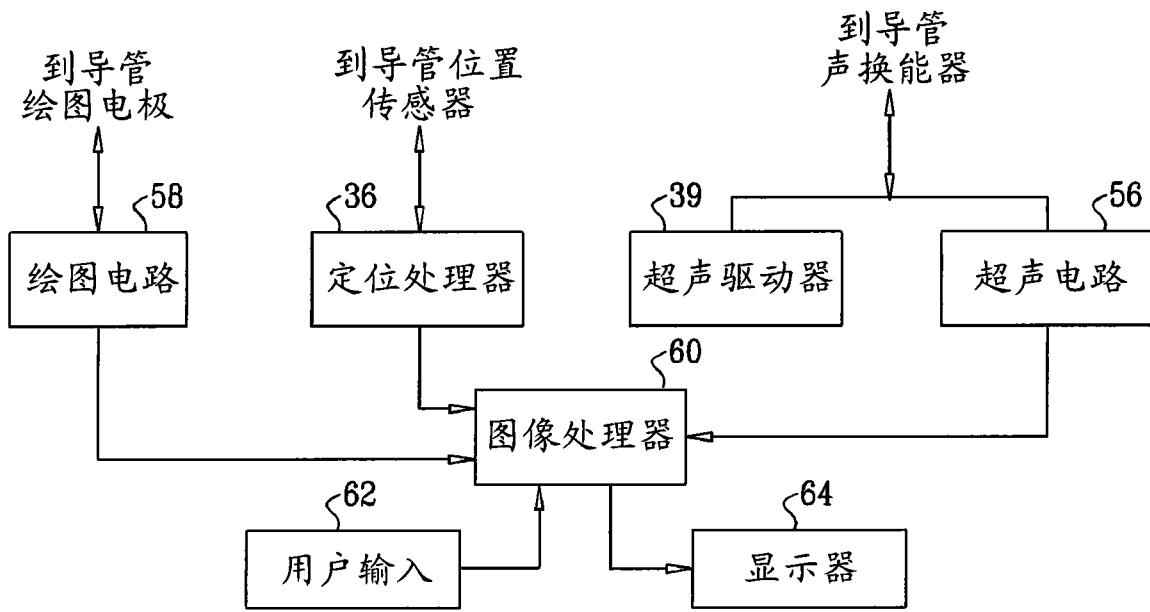 到导管
绘图电极
到导管位置
传感器
到导管
声换能器
58
36
39
56
绘图电路
定位处理器
超声驱动器
超声电路
60
图像处理器
62
64
用户输入
显示器